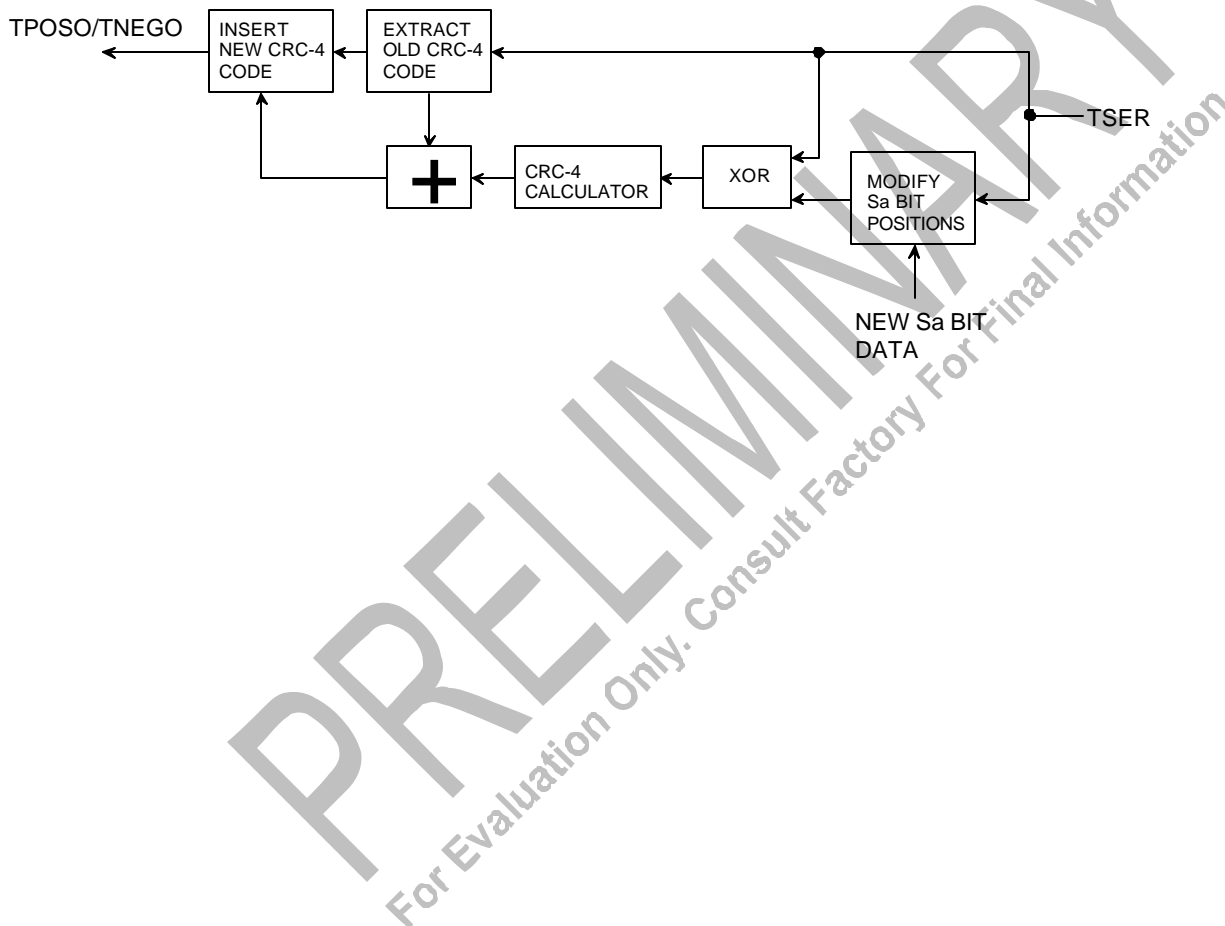 TPOSO/TNEGO
INSERT
NEW CRC-4
CODE
EXTRACT
OLD CRC-4
CODE
TSER
+
CRC-4
CALCULATOR
XOR
MODIFY
Sa BIT
POSITIONS
NEW Sa BIT
DATA
PRELIMINARY
For Evaluation Only. Consult Factory For Final Information